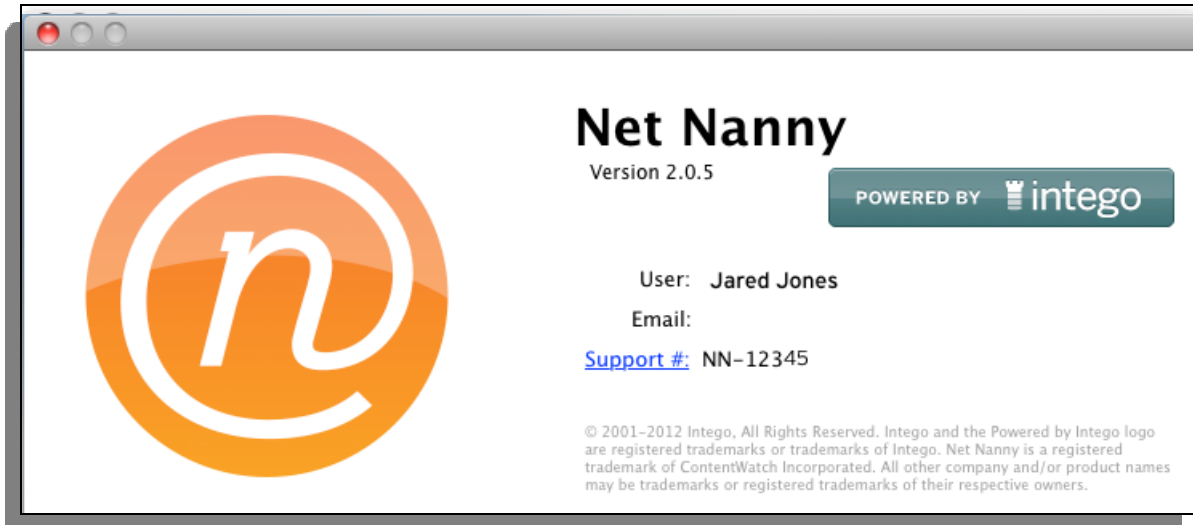 Net Nanny
Version 2.0.5
POWERED BY intego
User: Jared Jones
Email:
Support #: NN-12345
© 2001-2012 Intego, All Rights Reserved. Intego and the Powered by Intego logo
are registered trademarks or trademarks of Intego. Net Nanny is a registered
trademark of ContentWatch Incorporated. All other company and/or product names
may be trademarks or registered trademarks of their respective owners.